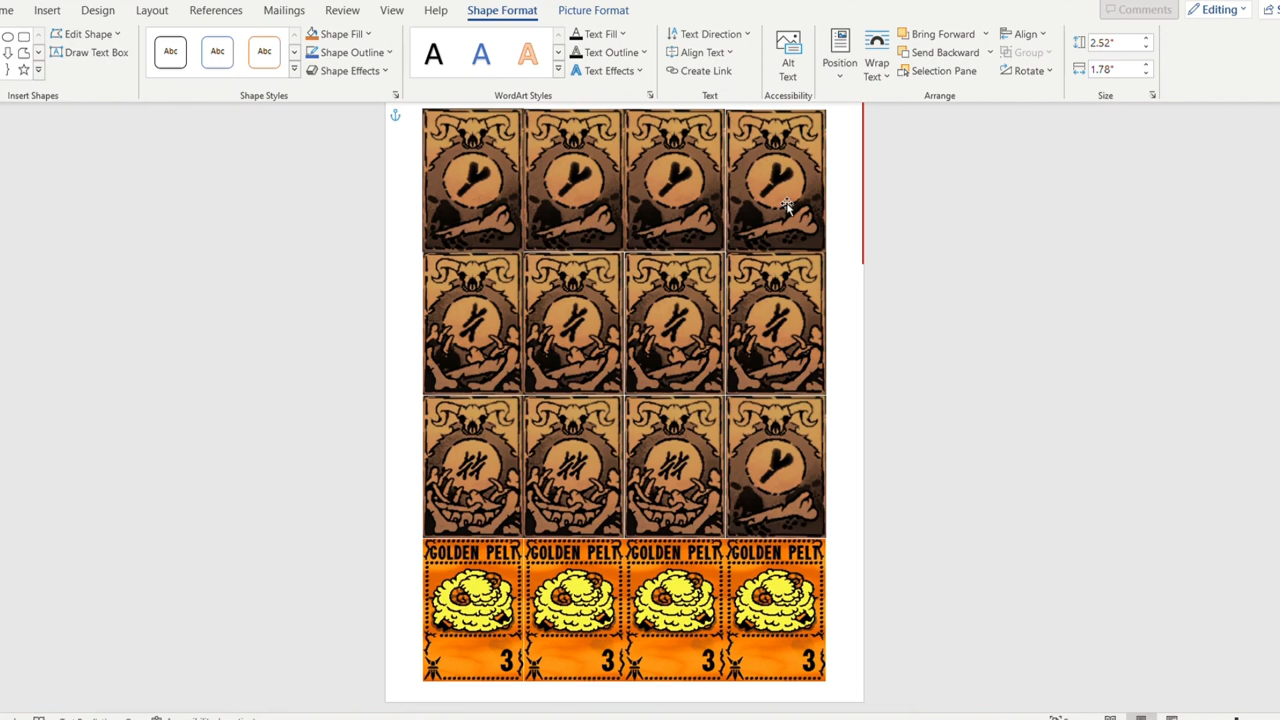 Insert Design Layout References Mailings Review View Help Shape Format Picture Format Comments Editing
Edit Shape
Draw Text Box
Abc Abc Abc
Shape Fill
Shape Outline
Shape Effects
A A A
Text Fill
Text Outline
Text Effects
Text Direction
Align Text
Create Link
Alt
Text
Position
Wrap
Text
Bring Forward
Send Backward
Selection Pane
Align
Group
Rotate
2.52"
1.78"
Insert Shapes Shape Styles WordArt Styles Text Accessibility Arrange Size
GOLDEN PELT GOLDEN PELT GOLDEN PELT GOLDEN PELT
3 3 3 3